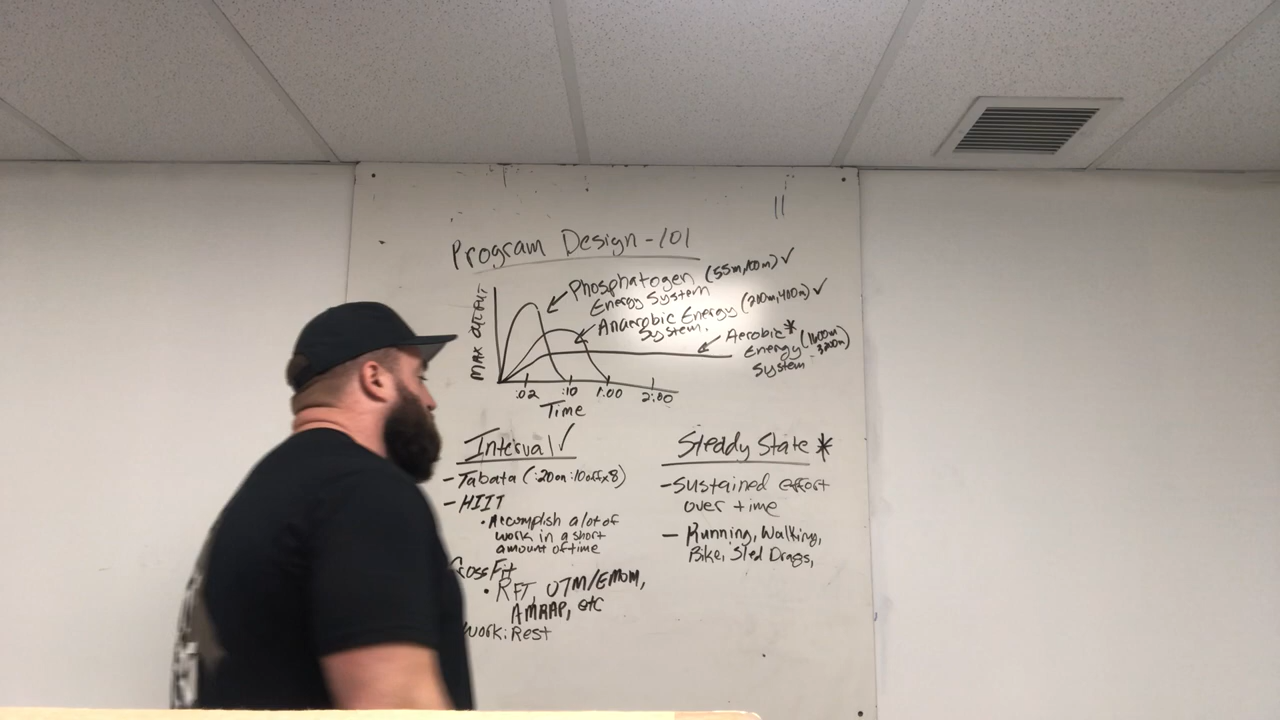 Program Design - 101
Phosphatogen (55m, 100m) ✓
Energy System
Anaerobic Energy (200m, 400m) ✓
System.
Aerobic *
Energy (1600m
3200m)
System
MAX OUTPUT
:02 :10 1:00 2:00
Time
Interval ✓
- Tabata (:20 on :10 off x 8)
- HIIT
• Accomplish a lot of
work in a short
amount of time
CrossFit
• RFT, OTM/EMOM,
AMRAP, etc
Work: Rest
Steady State *
- Sustained effort
over time
- Running, Walking,
Bike, Sled Drags,